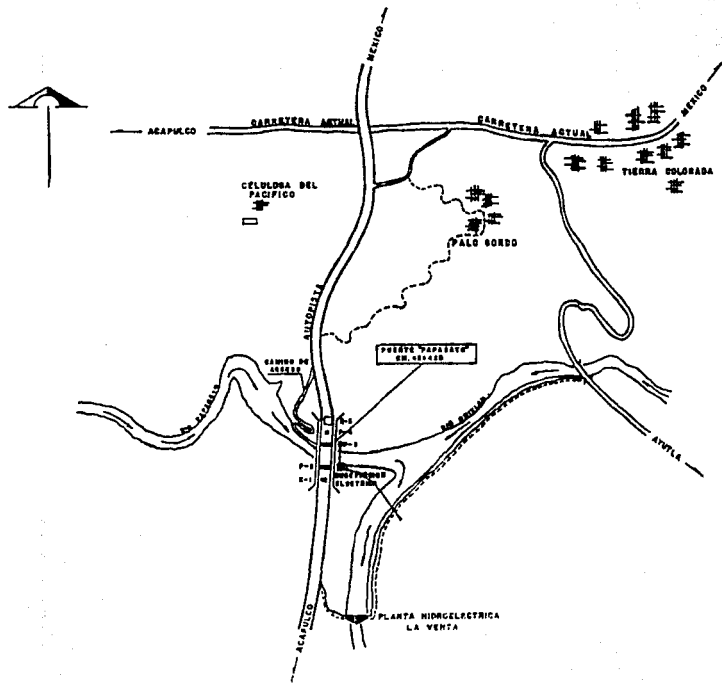 MEXICO
MEXICO
CARRETERA ACTUAL
CARRETERA ACTUAL
ACAPULCO
TIERRA COLORADA
CELULOSA DEL
PACIFICO
PALO GORDO
AUTOPISTA
PUENTE "PAPAGAYO"
CAMINO DE
ACCESO
RIO PAPAGAYO
RIO OMITLAN
AYUTLA
ELECTRICA
PLANTA HIDROELECTRICA
LA VENTA
ACAPULCO